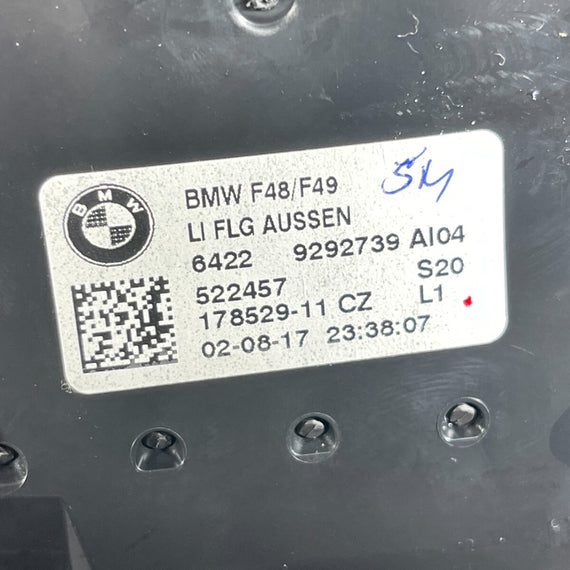 BMW
BMW F48/F49
LI FLG AUSSEN
6422 9292739 AI04
522457 S20
178529-11 CZ L1
02-08-17 23:38:07